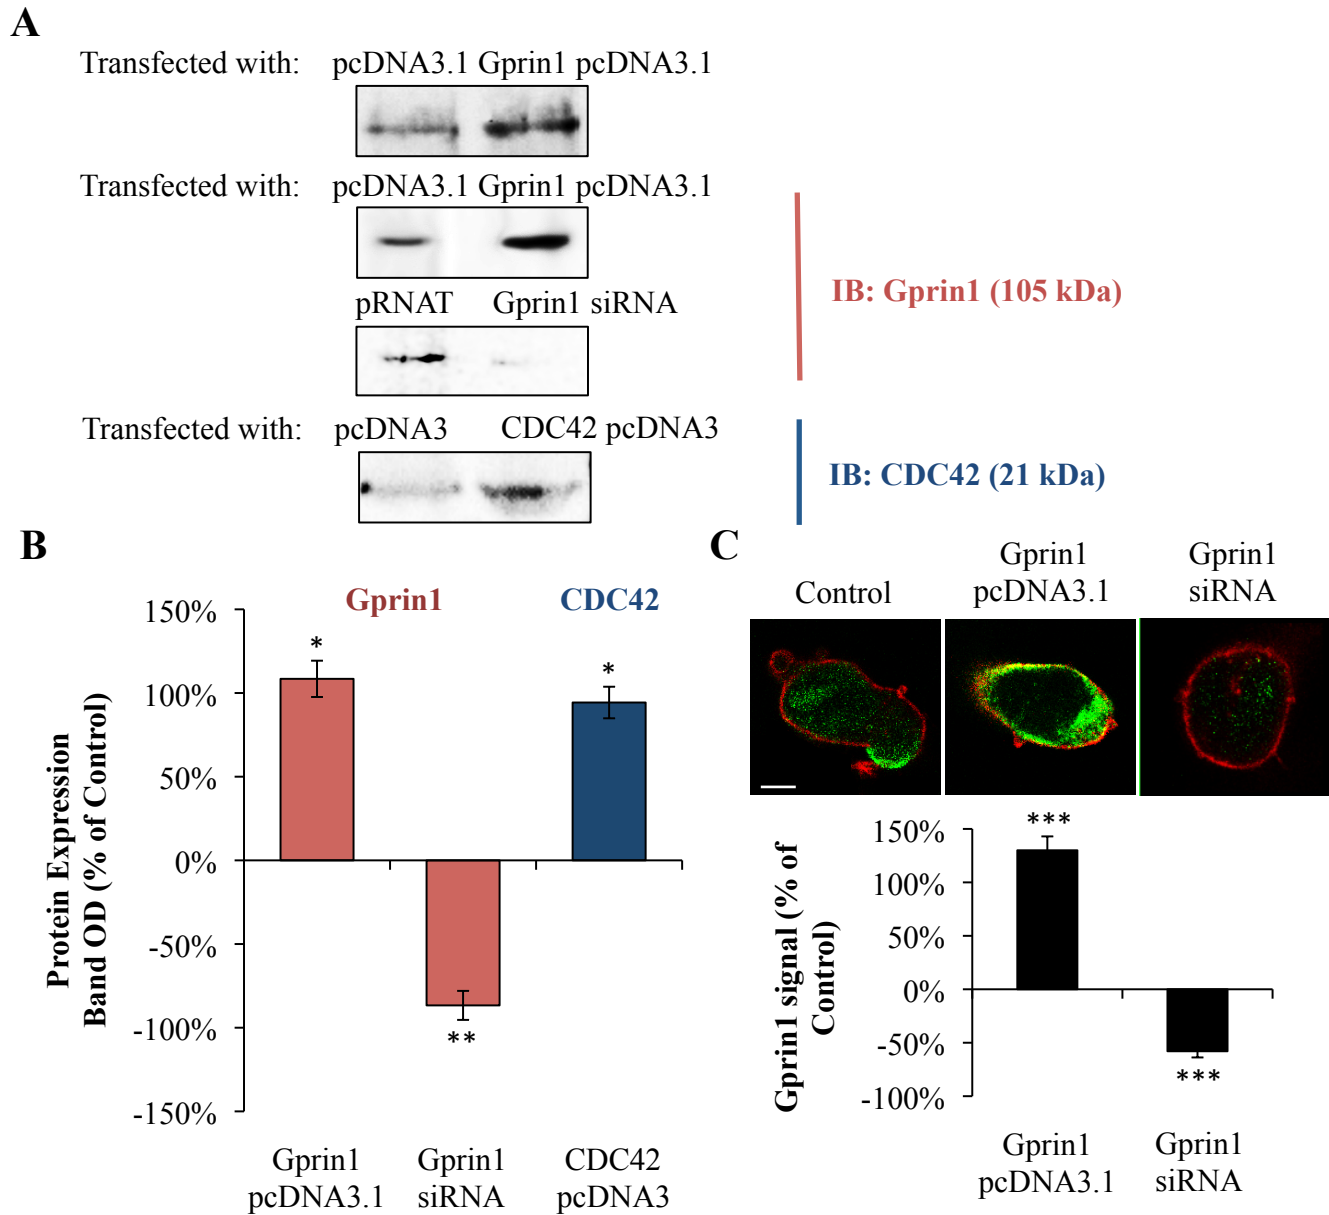 A
Transfected with: pcDNA3.1 Gprin1 pcDNA3.1
Transfected with: pcDNA3.1 Gprin1 pcDNA3.1
pRNAT Gprin1 siRNA
IB: Gprin1 (105 kDa)
Transfected with: pcDNA3 CDC42 pcDNA3
IB: CDC42 (21 kDa)
B
Gprin1 CDC42
Protein Expression
Band OD (% of Control)
150%
100%
50%
0%
-50%
-100%
-150%
*
**
*
Gprin1
pcDNA3.1
Gprin1
siRNA
CDC42
pcDNA3
C
Control
Gprin1
pcDNA3.1
Gprin1
siRNA
Gprin1 signal (% of
Control)
150%
100%
50%
0%
-50%
-100%
***
***
Gprin1
pcDNA3.1
Gprin1
siRNA